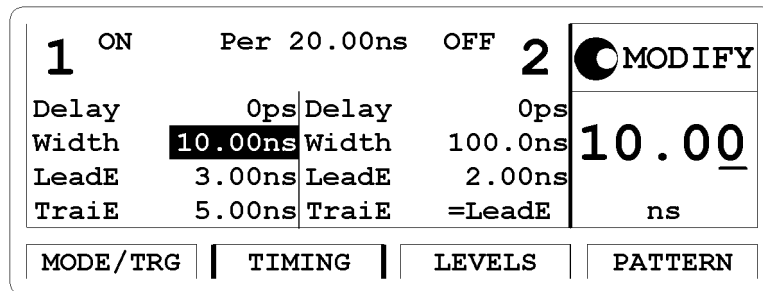 1 ON Per 20.00ns OFF 2 MODIFY
Delay 0ps Delay 0ps
Width 10.00ns Width 100.0ns 10.00
LeadE 3.00ns LeadE 2.00ns
TraiE 5.00ns TraiE =LeadE ns
MODE/TRG TIMING LEVELS PATTERN